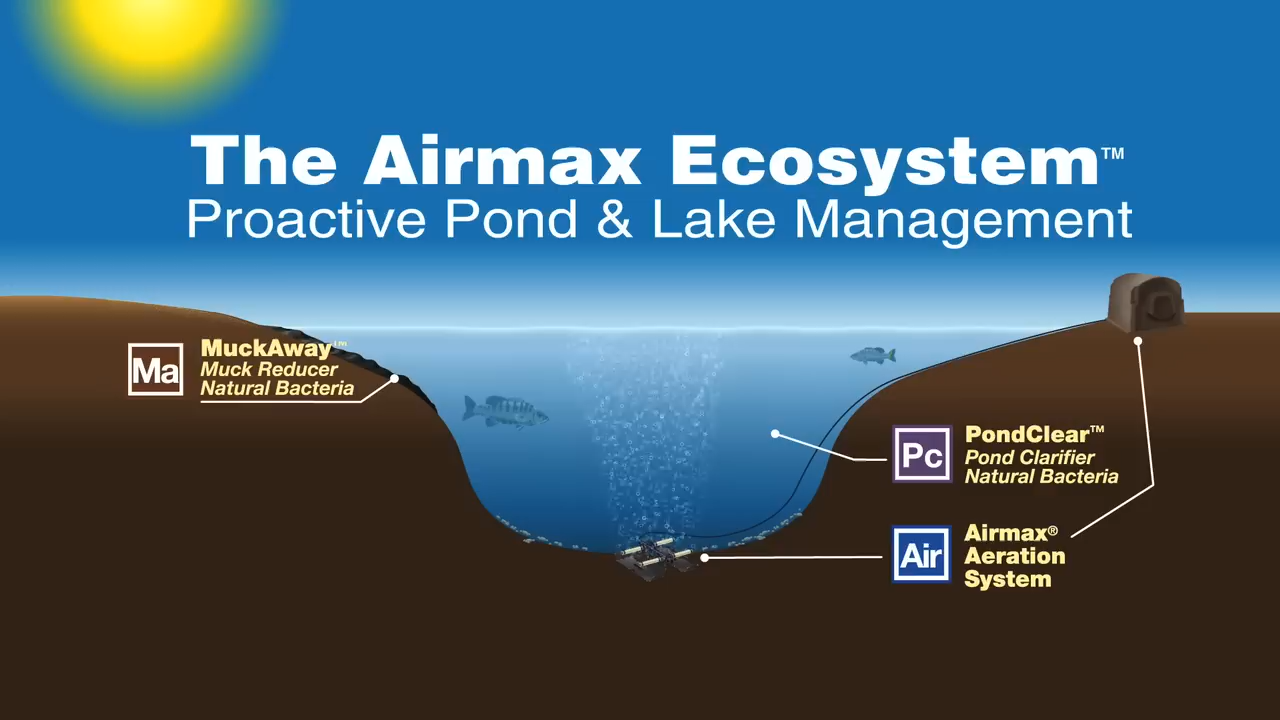 The Airmax Ecosystem™
Proactive Pond & Lake Management
Ma
MuckAway™
Muck Reducer
Natural Bacteria
Pc
PondClear™
Pond Clarifier
Natural Bacteria
Air
Airmax®
Aeration
System